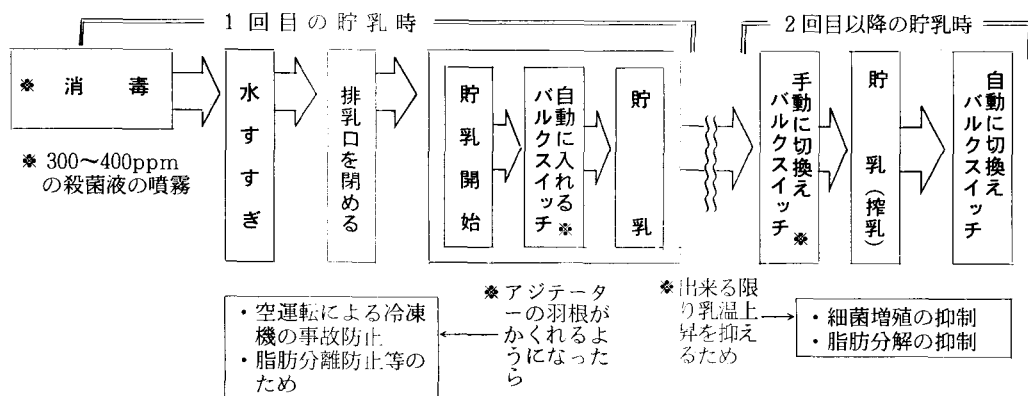 1回目の貯乳時
2回目以降の貯乳時
※ 消毒
※ 300〜400ppm
の殺菌液の噴霧
水すすぎ
排乳口を閉める
貯乳開始
自動に入れる※
バルクスイッチ
貯乳
手動に切換え
バルクスイッチ※
貯乳(搾乳)
自動に切換え
バルクスイッチ
・空運転による冷凍
機の事故防止
・脂肪分離防止等の
ため
※アジテータ
ーの羽根が
かくれるよ
うになった
ら
※出来る限
り乳温上
昇を抑え
るため
・細菌増殖の抑制
・脂肪分解の抑制